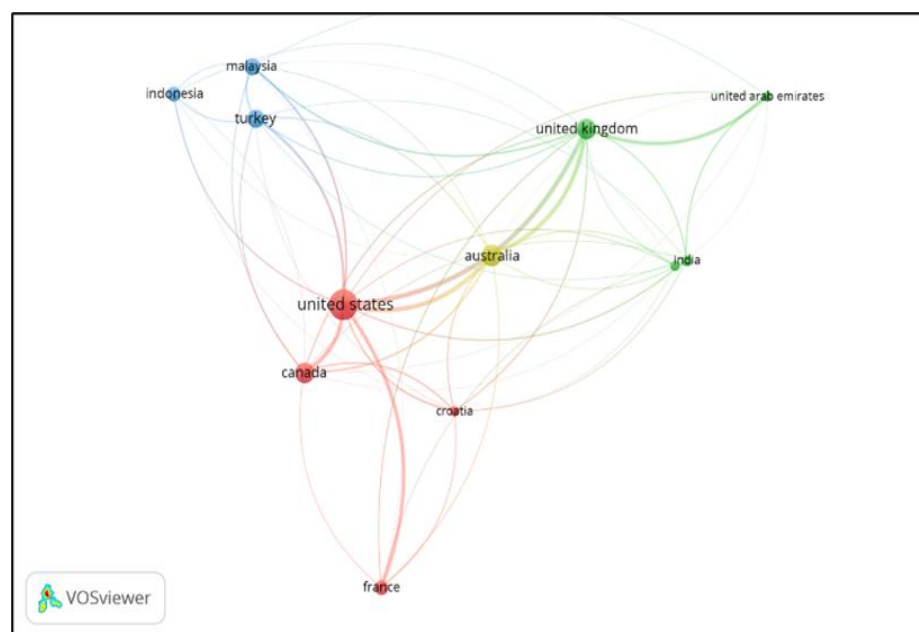 malaysia
indonesia
united arab emirates
turkey
united kingdom
australia
india
united states
canada
croatia
france
VOSviewer